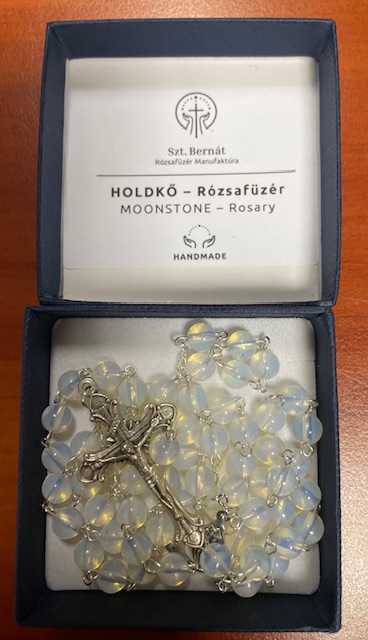 Szt. Bernát
Rózsafüzér Manufaktúra
HOLDKŐ – Rózsafüzér
MOONSTONE – Rosary
HANDMADE